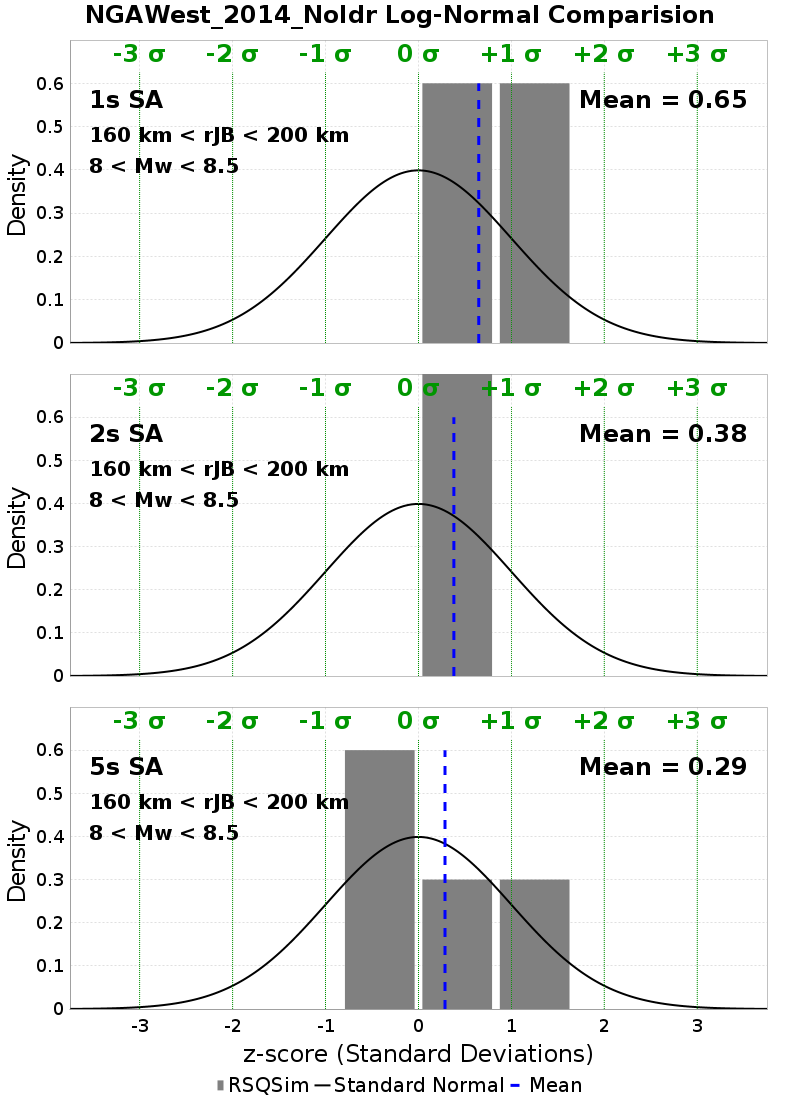 NGAWest_2014_NoIdr Log-Normal Comparision
-3 σ -2 σ -1 σ 0 σ +1 σ +2 σ +3 σ
1s SA
Mean = 0.65
160 km < rJB < 200 km
8 < Mw < 8.5
Density
0.6
0.5
0.4
0.3
0.2
0.1
0
-3 σ -2 σ -1 σ 0 σ +1 σ +2 σ +3 σ
2s SA
Mean = 0.38
160 km < rJB < 200 km
8 < Mw < 8.5
Density
0.6
0.5
0.4
0.3
0.2
0.1
0
-3 σ -2 σ -1 σ 0 σ +1 σ +2 σ +3 σ
5s SA
Mean = 0.29
160 km < rJB < 200 km
8 < Mw < 8.5
Density
0.6
0.5
0.4
0.3
0.2
0.1
0
-3 -2 -1 0 1 2 3
z-score (Standard Deviations)
RSQSim Standard Normal Mean